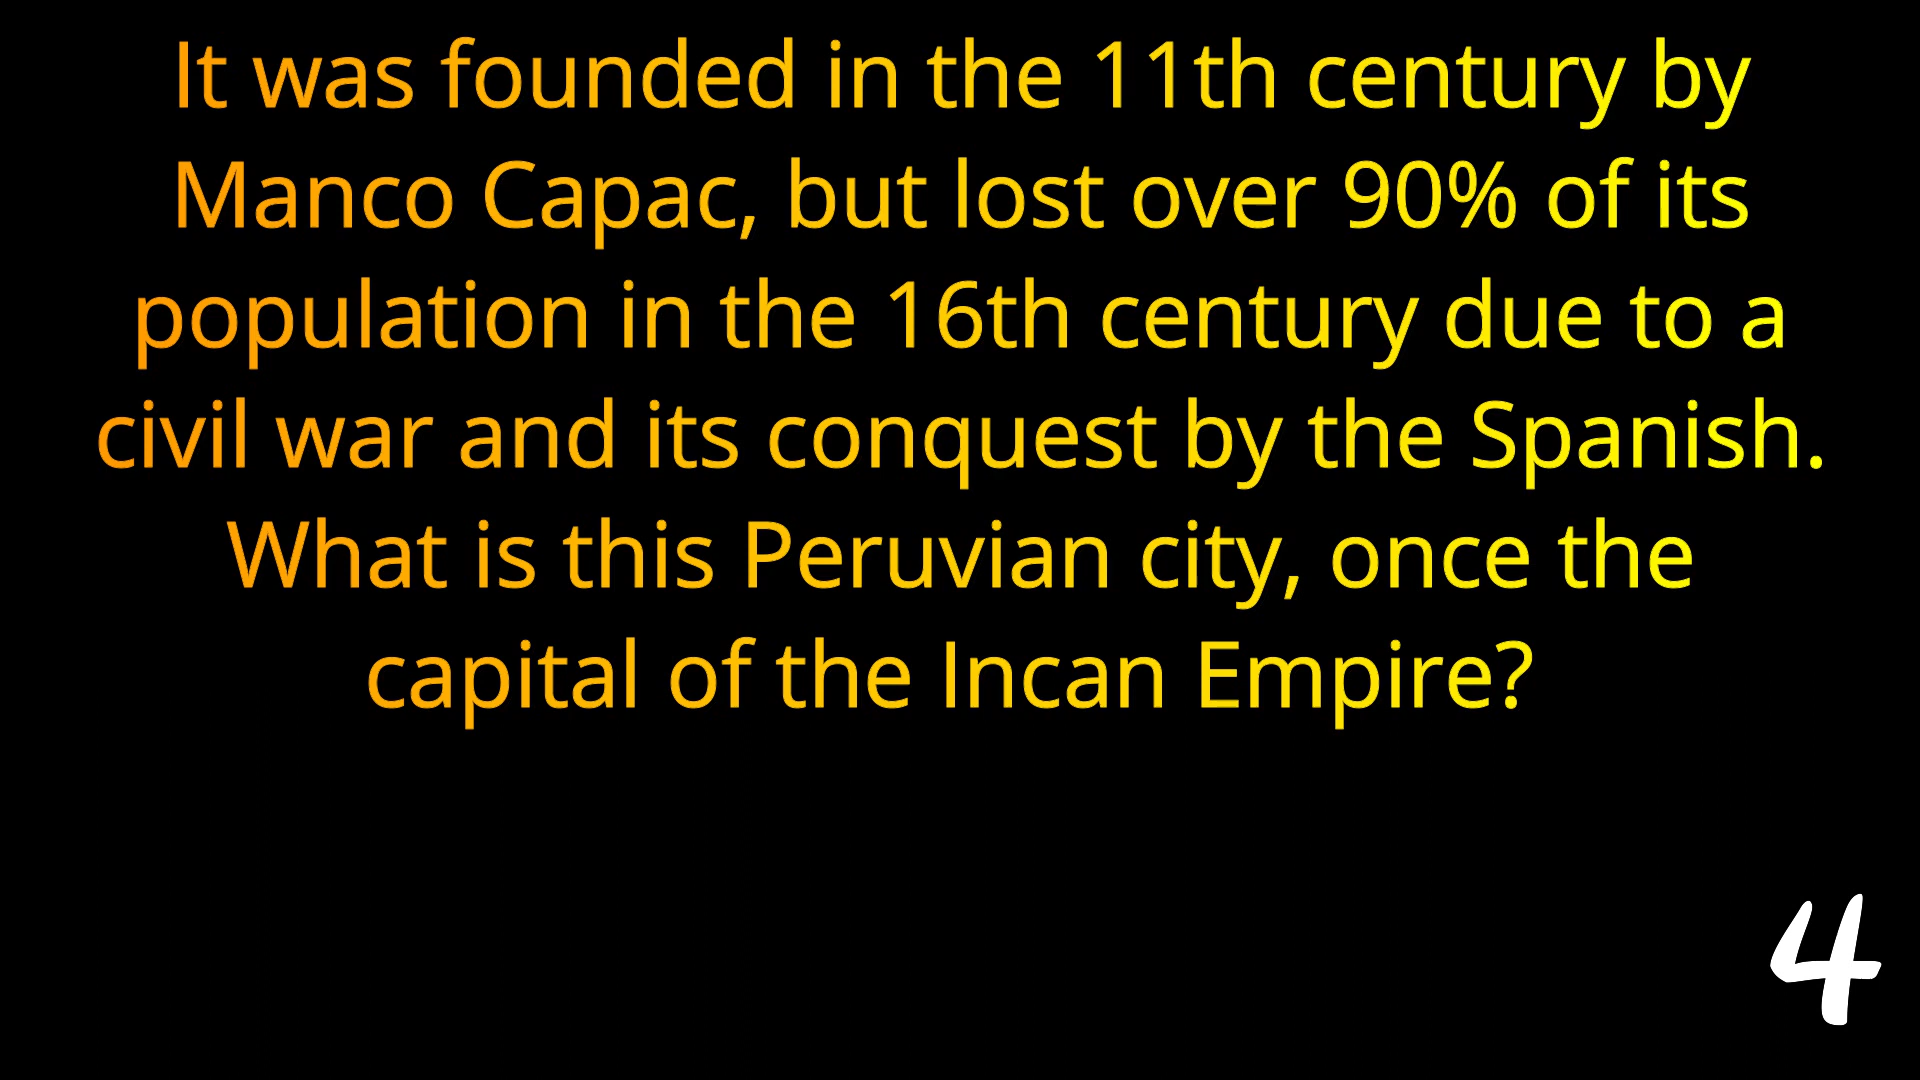 It was founded in the 11th century by
Manco Capac, but lost over 90% of its
population in the 16th century due to a
civil war and its conquest by the Spanish.
What is this Peruvian city, once the
capital of the Incan Empire?
4